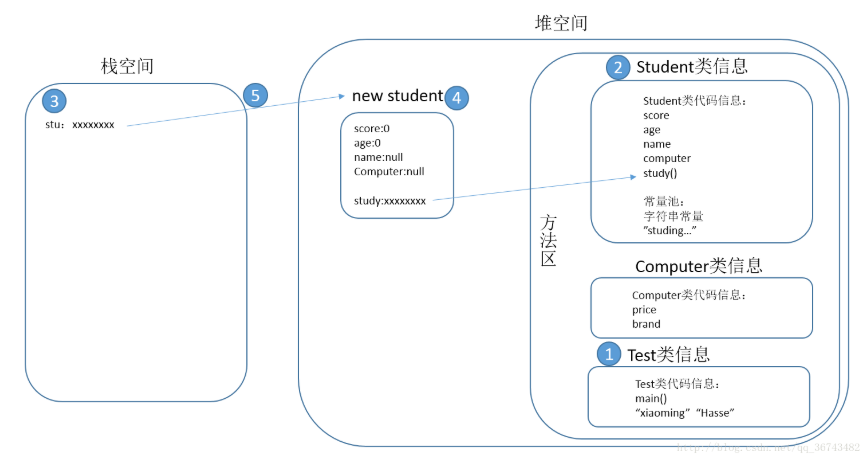 堆空间
栈空间
3
stu：xxxxxxxx
5
new student
4
score:0
age:0
name:null
Computer:null
study:xxxxxxxx
方法区
2
Student类信息
Student类代码信息：
score
age
name
computer
study()
常量池：
字符串常量
”studing…”
Computer类信息
Computer类代码信息：
price
brand
1
Test类信息
Test类代码信息：
main()
“xiaoming” “Hasse”
http://blog.csdn.net/qq_36743482